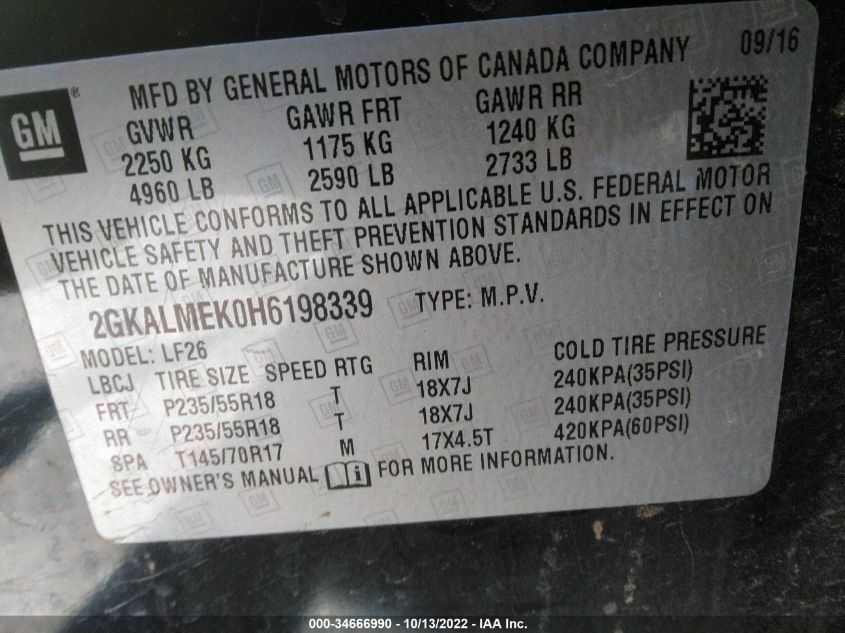 GM
MFD BY GENERAL MOTORS OF CANADA COMPANY 09/16
GVWR GAWR FRT GAWR RR
2250 KG 1175 KG 1240 KG
4960 LB 2590 LB 2733 LB
THIS VEHICLE CONFORMS TO ALL APPLICABLE U.S. FEDERAL MOTOR
VEHICLE SAFETY AND THEFT PREVENTION STANDARDS IN EFFECT ON
THE DATE OF MANUFACTURE SHOWN ABOVE.
2GKALMEK0H6198339 TYPE: M.P.V.
MODEL: LF26
LBCJ TIRE SIZE SPEED RTG RIM COLD TIRE PRESSURE
FRT P235/55R18 T 18X7J 240KPA(35PSI)
RR P235/55R18 T 18X7J 240KPA(35PSI)
SPA T145/70R17 M 17X4.5T 420KPA(60PSI)
SEE OWNER'S MANUAL i FOR MORE INFORMATION.
000-34666990 - 10/13/2022 - IAA Inc.